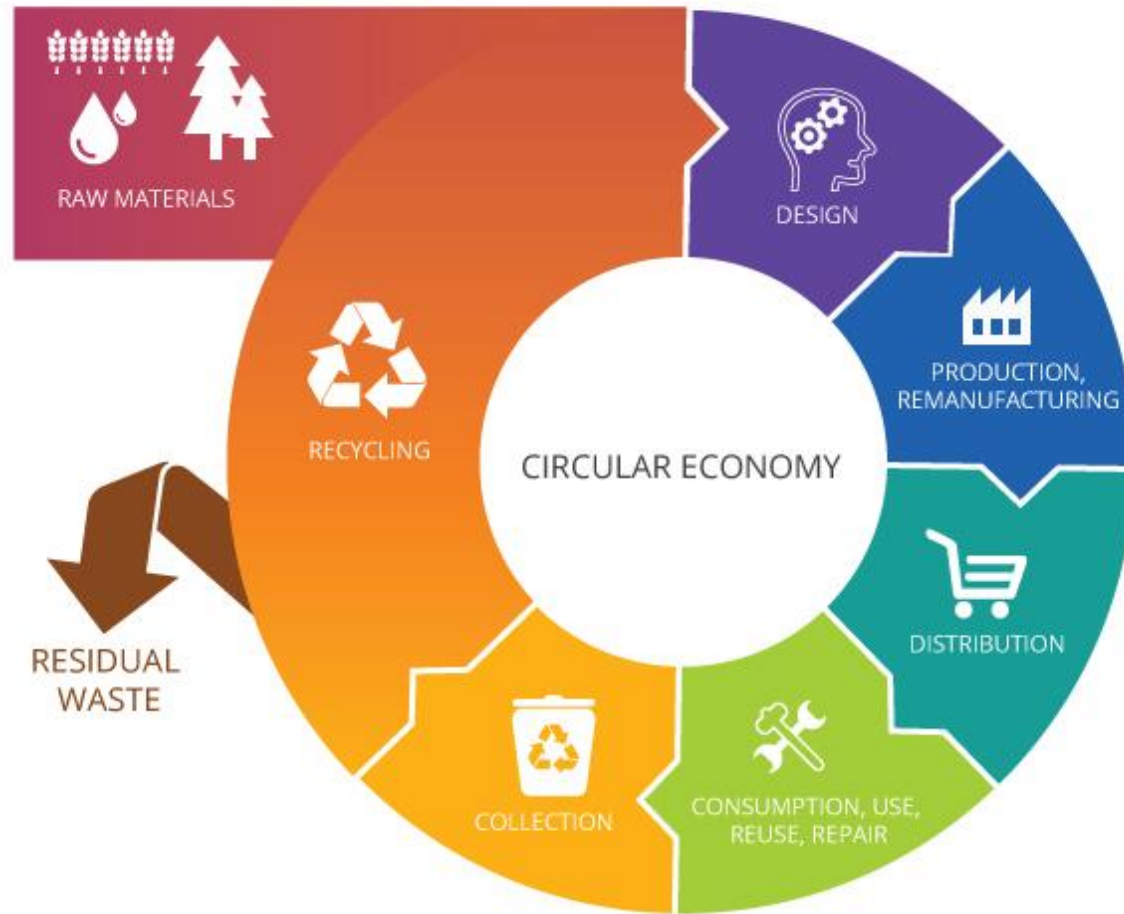 RAW MATERIALS
DESIGN
PRODUCTION,
REMANUFACTURING
RECYCLING
CIRCULAR ECONOMY
DISTRIBUTION
RESIDUAL
WASTE
CONSUMPTION, USE,
REUSE, REPAIR
COLLECTION